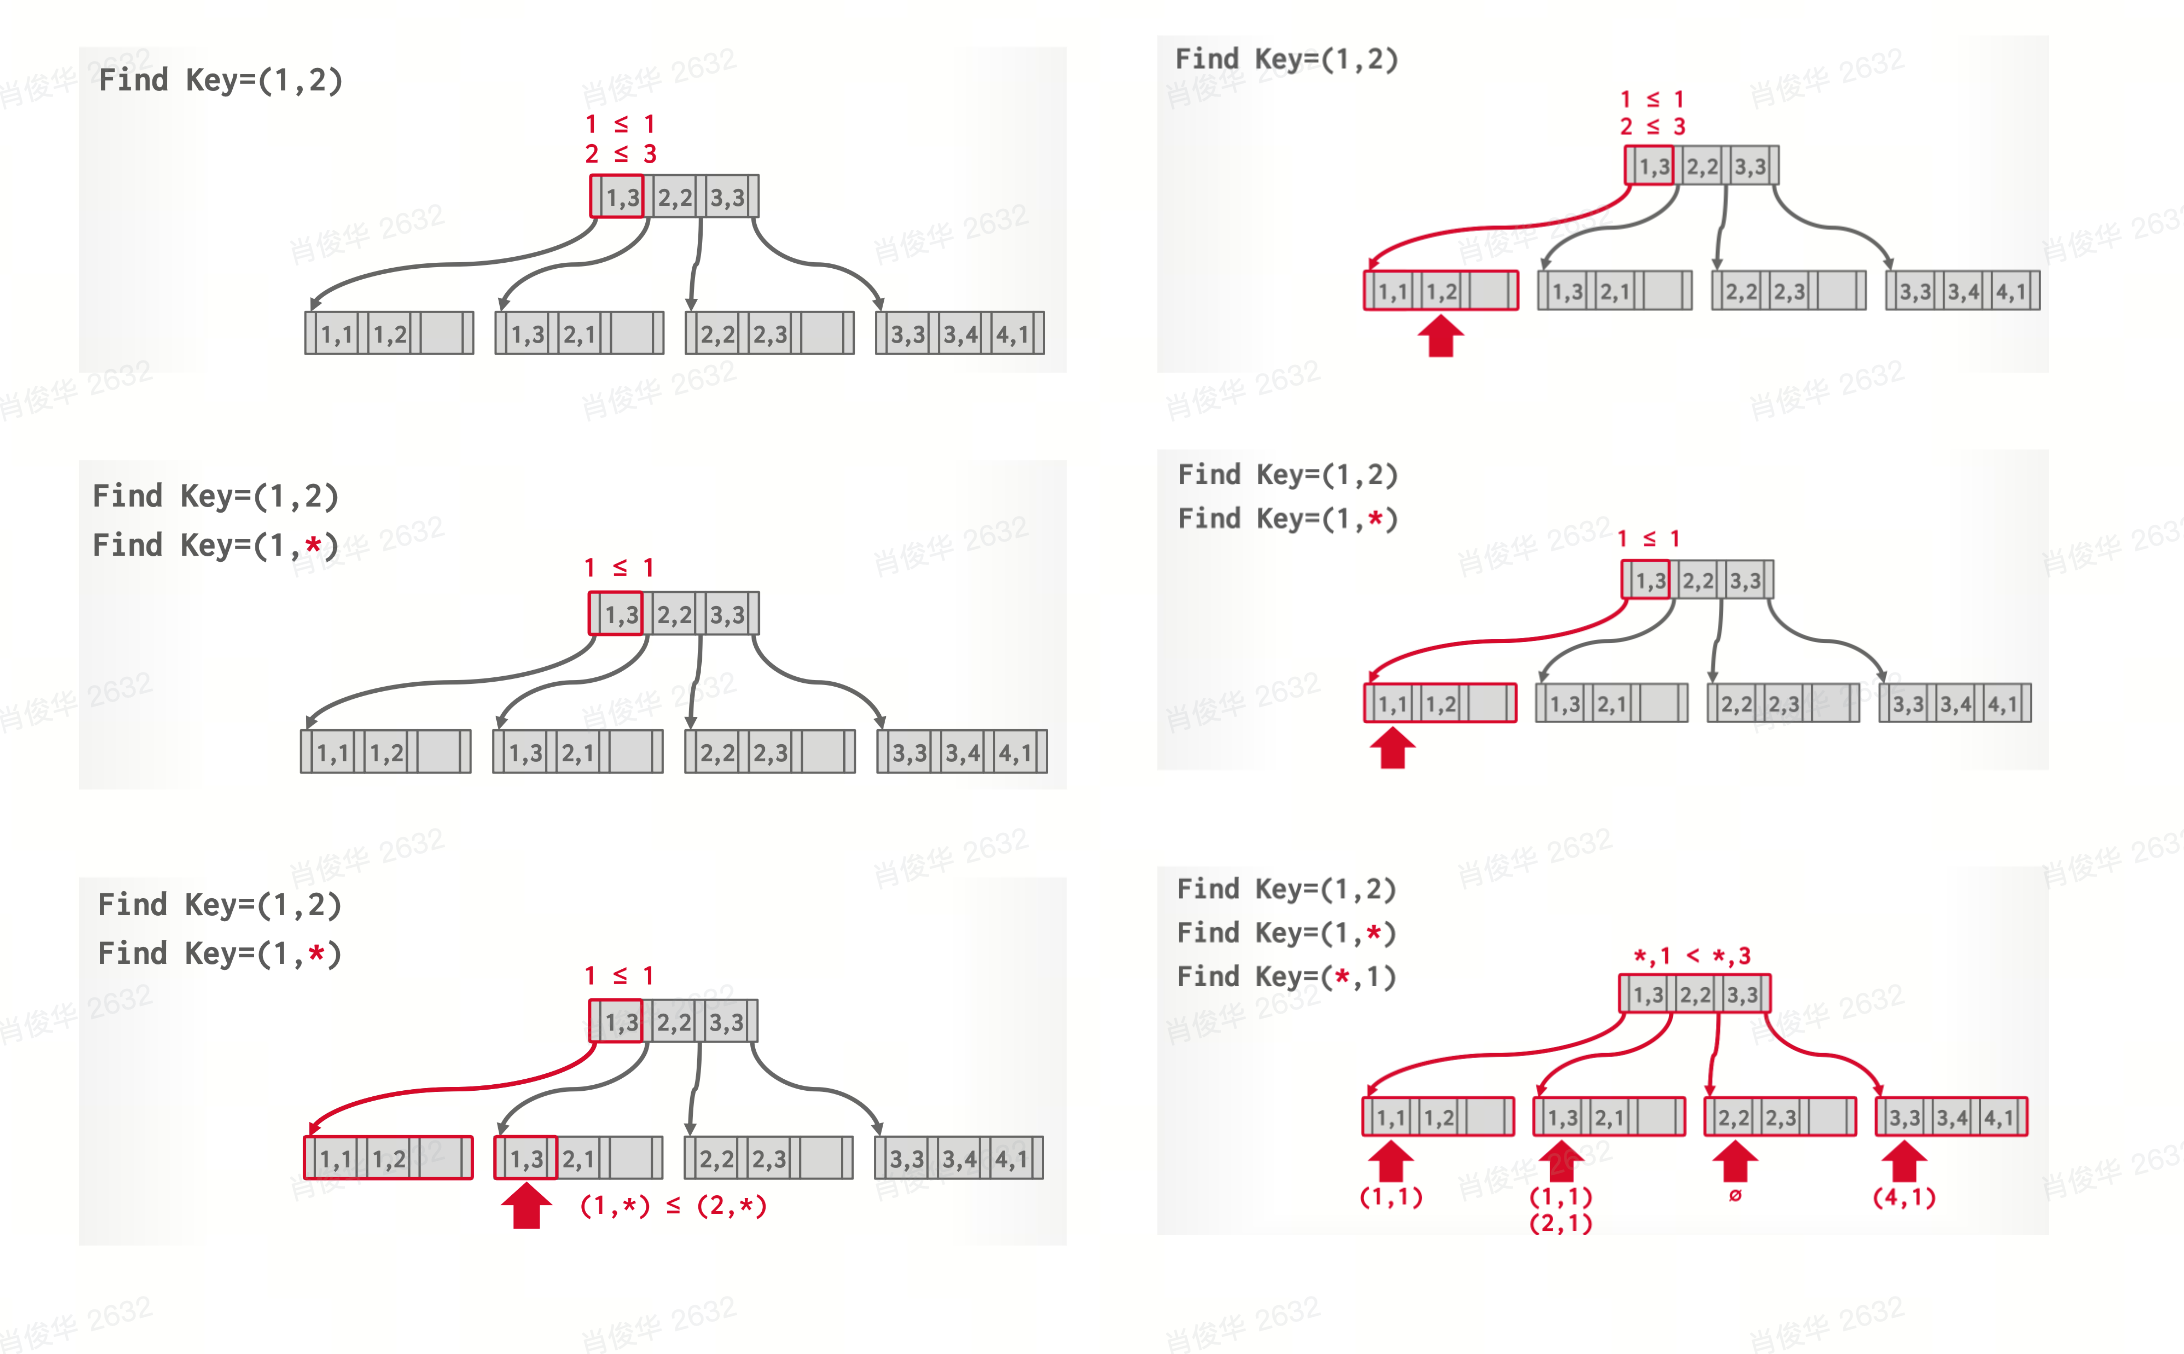 Find Key=(1,2)
1 ≤ 1
2 ≤ 3
1,3 2,2 3,3
1,1 1,2
1,3 2,1
2,2 2,3
3,3 3,4 4,1
Find Key=(1,2)
1 ≤ 1
2 ≤ 3
1,3 2,2 3,3
1,1 1,2
1,3 2,1
2,2 2,3
3,3 3,4 4,1
Find Key=(1,2)
Find Key=(1,*)
1 ≤ 1
1,3 2,2 3,3
1,1 1,2
1,3 2,1
2,2 2,3
3,3 3,4 4,1
Find Key=(1,2)
Find Key=(1,*)
1 ≤ 1
1,3 2,2 3,3
1,1 1,2
1,3 2,1
2,2 2,3
3,3 3,4 4,1
Find Key=(1,2)
Find Key=(1,*)
1 ≤ 1
1,3 2,2 3,3
1,1 1,2
1,3 2,1
2,2 2,3
3,3 3,4 4,1
(1,*) ≤ (2,*)
Find Key=(1,2)
Find Key=(1,*)
Find Key=(*,1)
*,1 < *,3
1,3 2,2 3,3
1,1 1,2
1,3 2,1
2,2 2,3
3,3 3,4 4,1
(1,1)
(1,1)
(2,1)
∅
(4,1)
肖俊华 2632